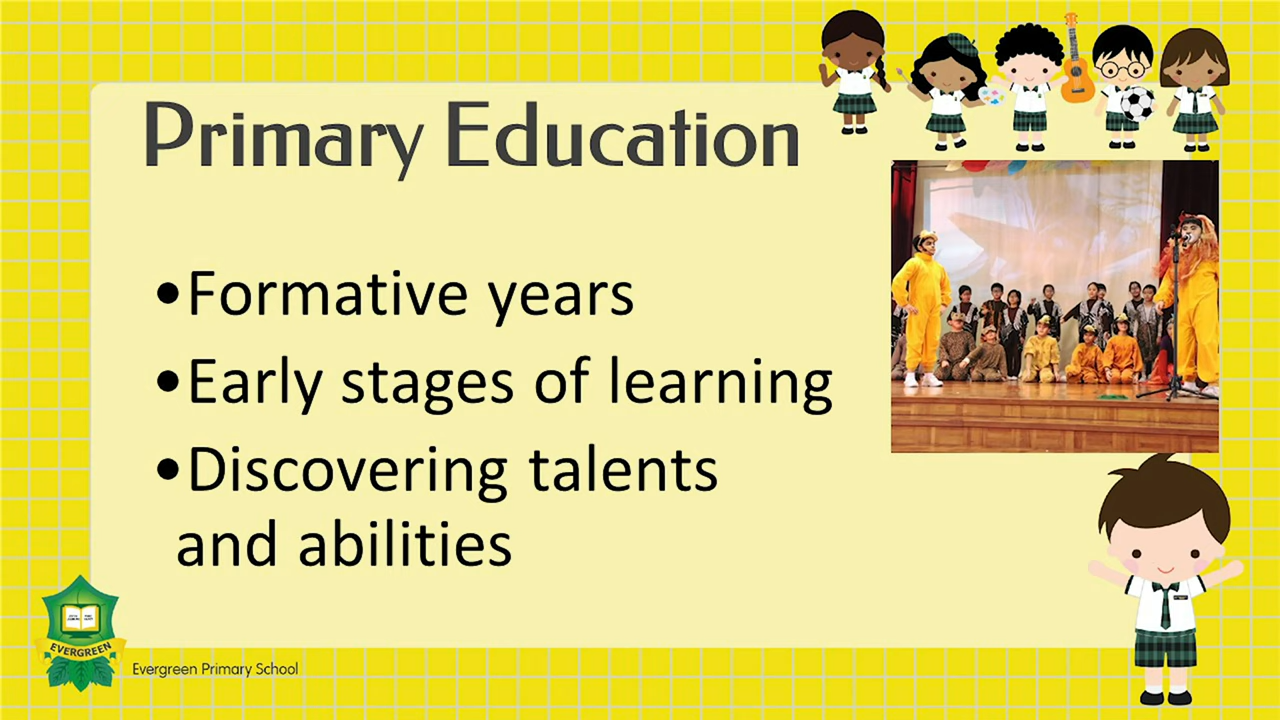 Primary Education
•Formative years
•Early stages of learning
•Discovering talents
and abilities
EVERGREEN
Evergreen Primary School